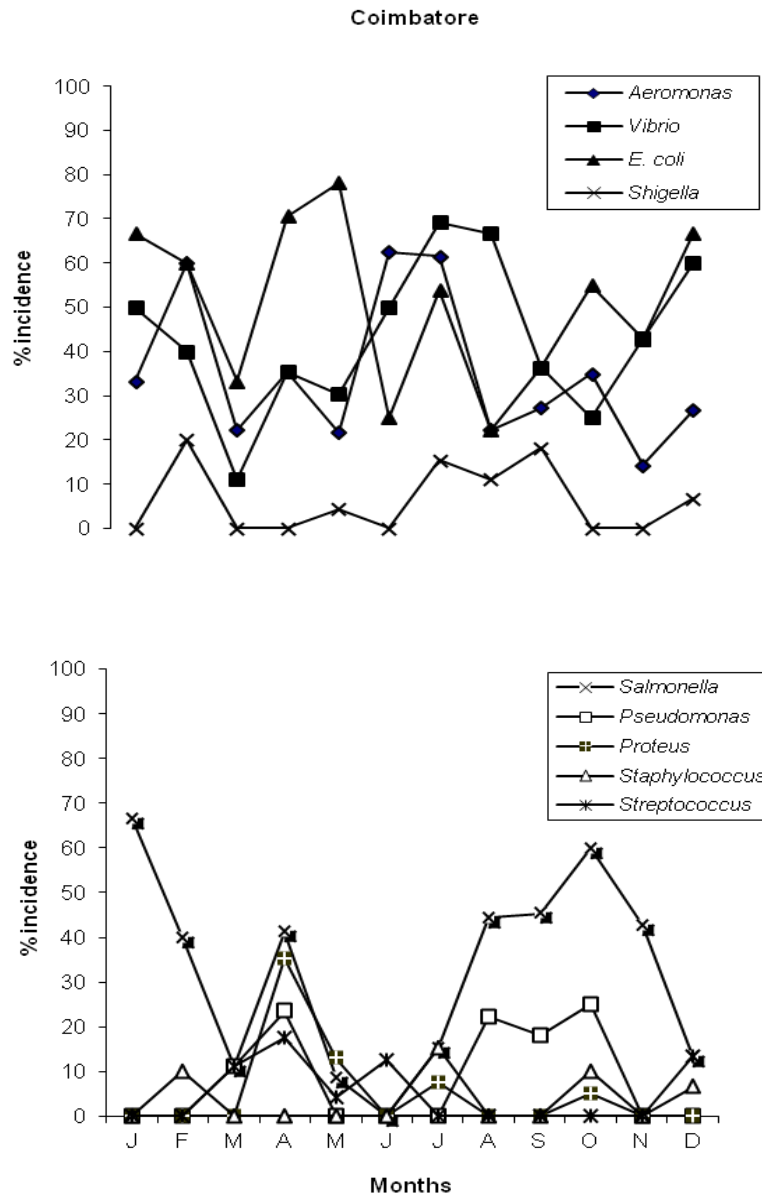 Coimbatore
% incidence
100
90
80
70
60
50
40
30
20
10
0
Aeromonas
Vibrio
E. coli
Shigella
% incidence
100
90
80
70
60
50
40
30
20
10
0
Salmonella
Pseudomonas
Proteus
Staphylococcus
Streptococcus
J F M A M J J A S O N D
Months